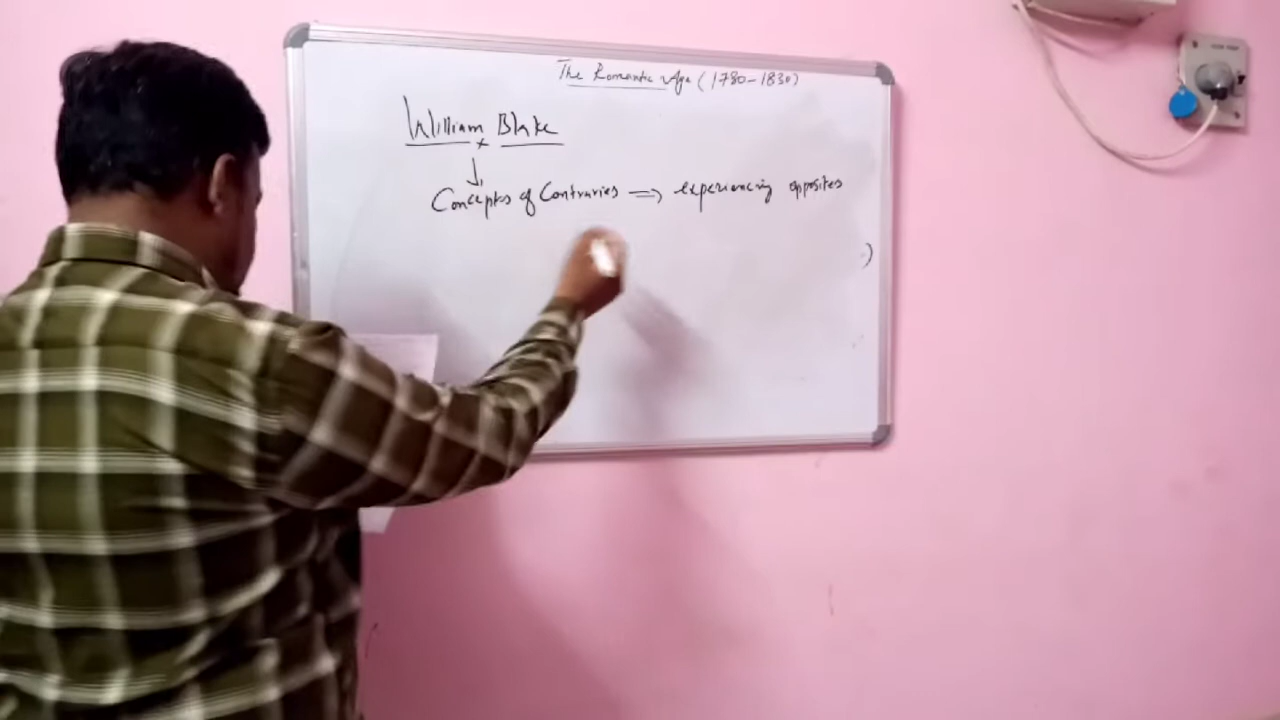 The Romantic Age (1780-1830)
William Blake
Concepts of Contraries => experiencing opposites